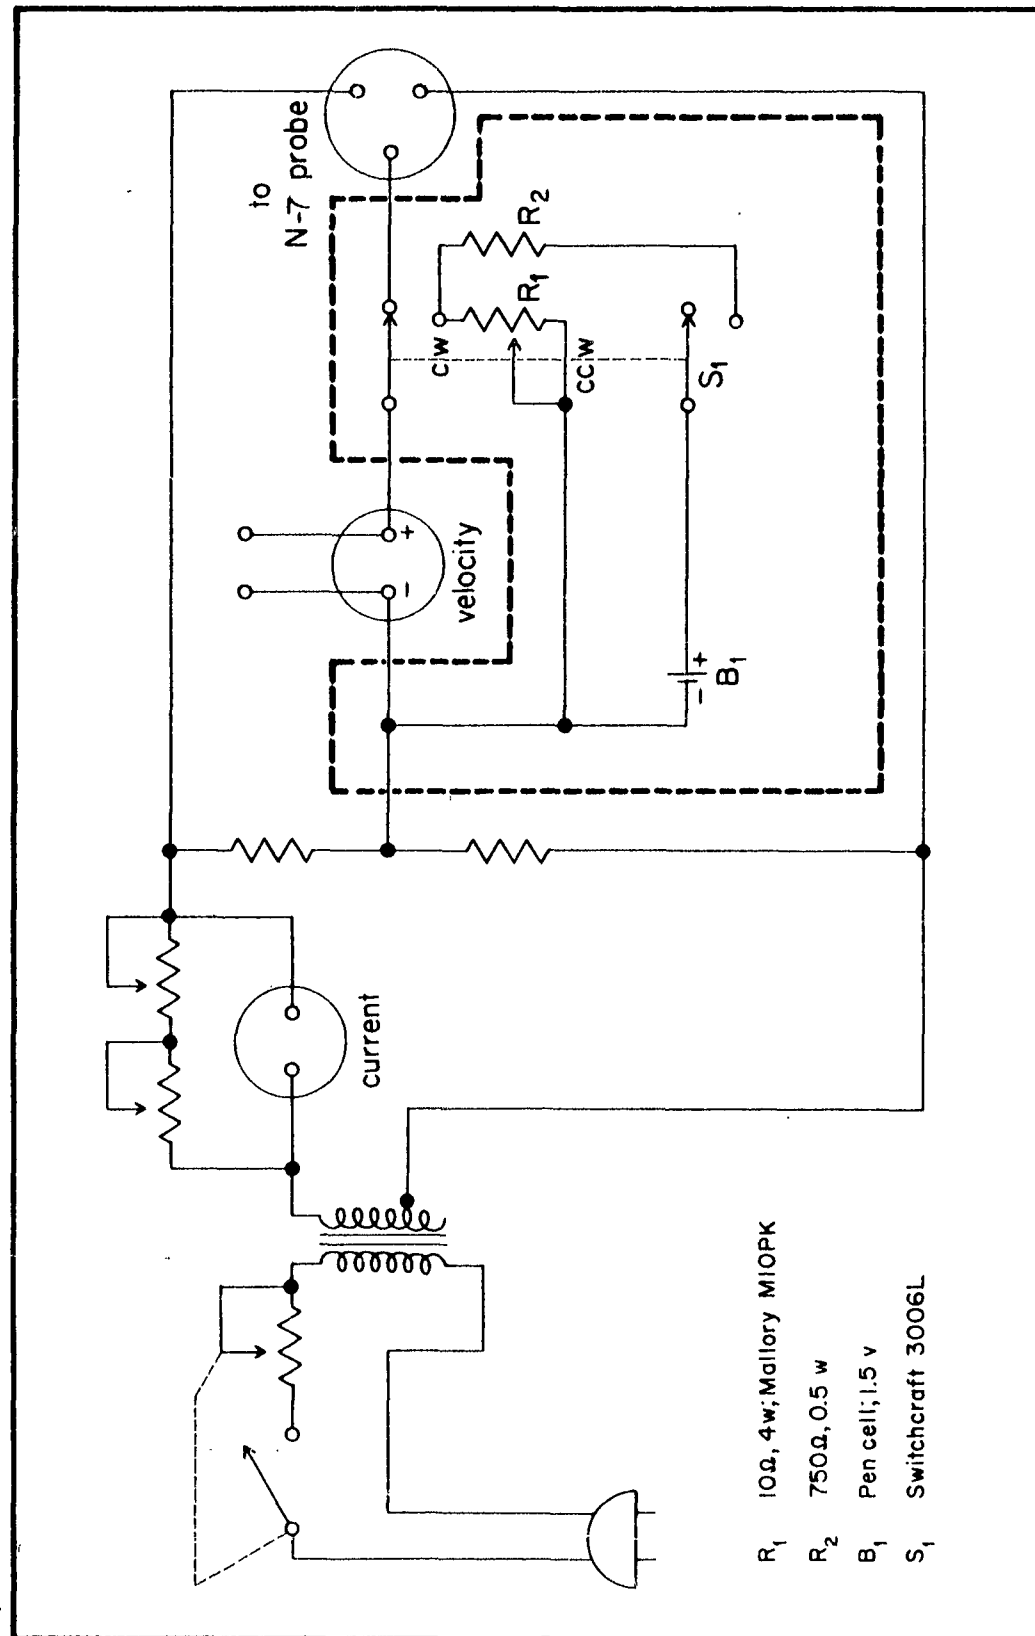 to
N-7 probe
R2
R1
CW
CCW
S1
+
-
velocity
+
-
B1
current
R1 10Ω, 4w; Mallory M10PK
R2 750Ω, 0.5 w
B1 Pen cell; 1.5 v
S1 Switchcraft 3006L